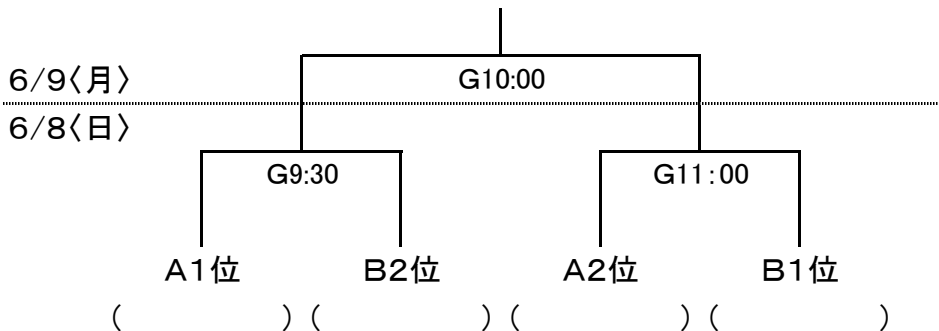 6/9〈月〉 G10:00
6/8〈日〉
G9:30 G11:00
A1位 B2位 A2位 B1位
( ) ( ) ( ) ( )